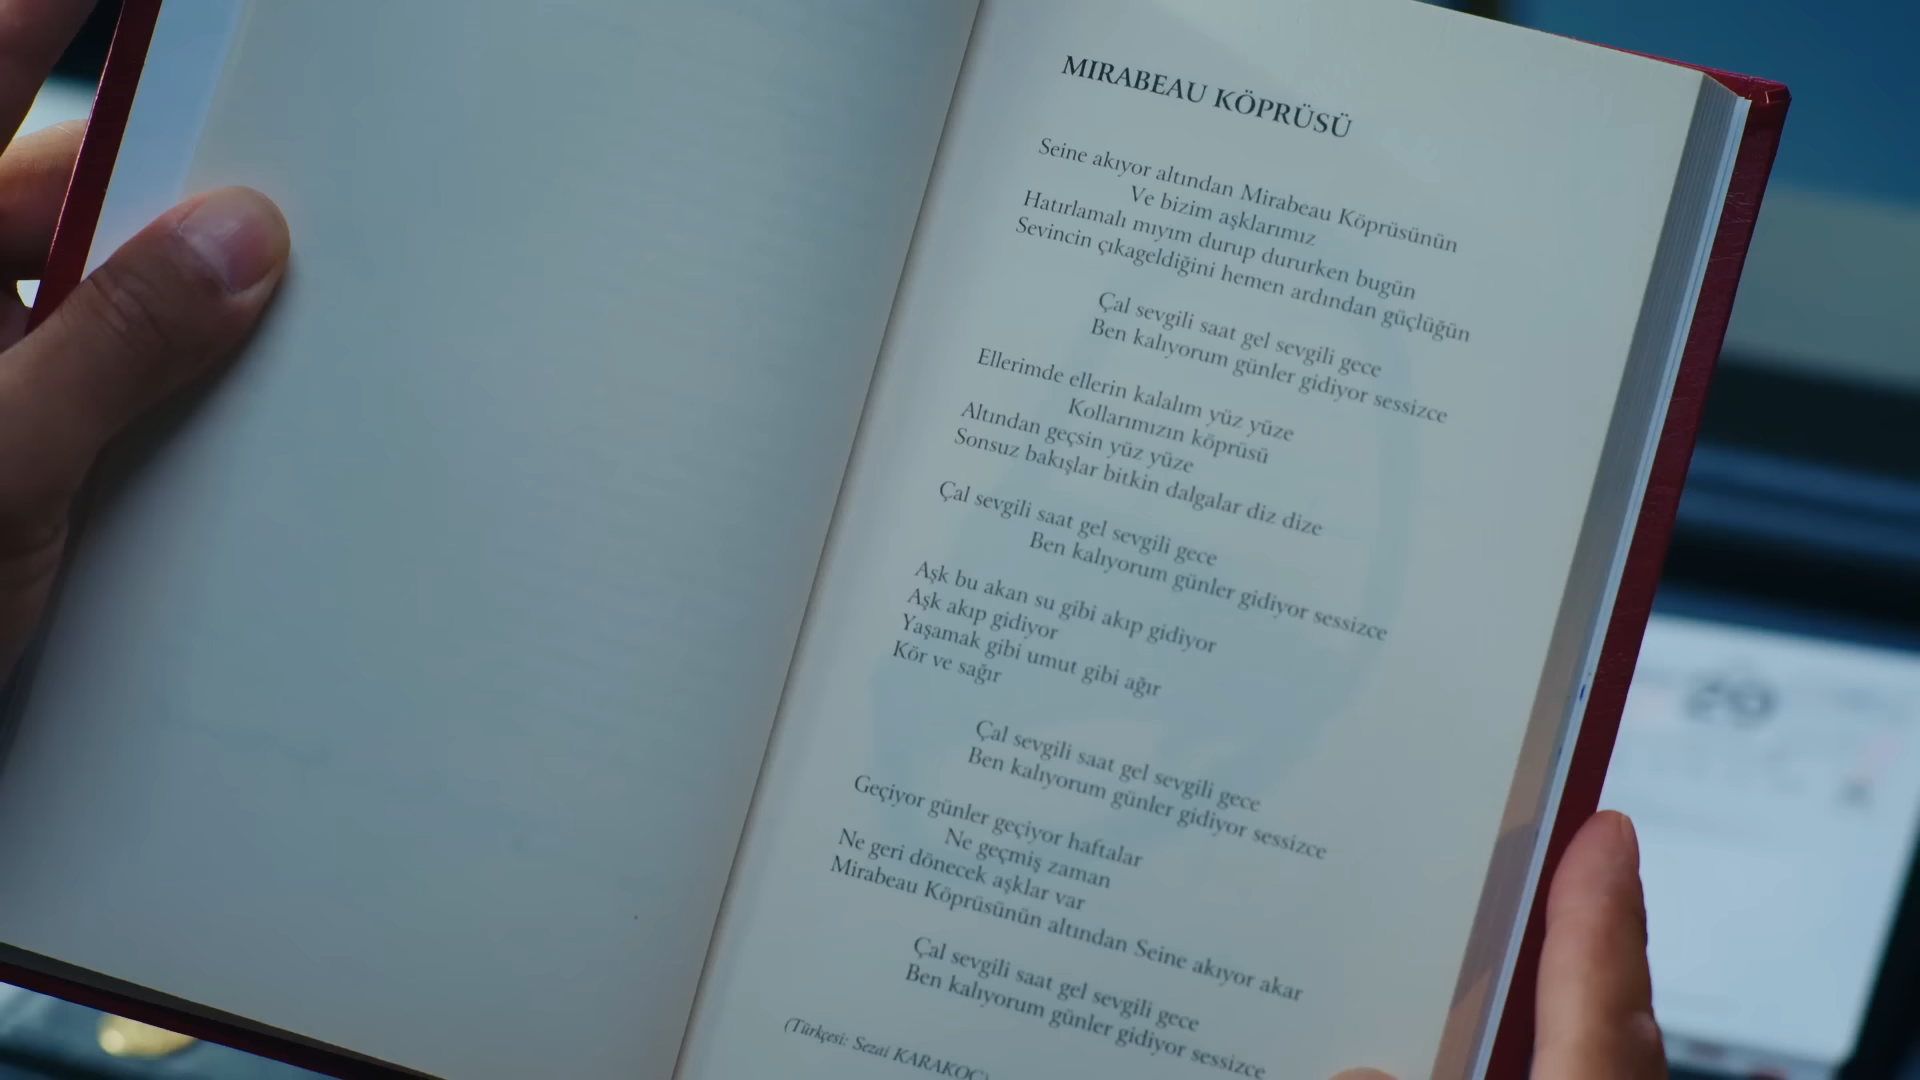 MIRABEAU KÖPRÜSÜ
Seine akıyor altından Mirabeau Köprüsünün
Ve bizim aşklarımız
Hatırlamalı mıyım durup dururken bugün
Sevincin çıkageldiğini hemen ardından güçlüğün
Çal sevgili saat gel sevgili gece
Ben kalıyorum günler gidiyor sessizce
Ellerimde ellerin kalalım yüz yüze
Kollarımızın köprüsü
Altından geçsin yüz yüze
Sonsuz bakışlar bitkin dalgalar diz dize
Çal sevgili saat gel sevgili gece
Ben kalıyorum günler gidiyor sessizce
Aşk bu akan su gibi akıp gidiyor
Aşk akıp gidiyor
Yaşamak gibi umut gibi ağır
Kör ve sağır
Çal sevgili saat gel sevgili gece
Ben kalıyorum günler gidiyor sessizce
Geçiyor günler geçiyor haftalar
Ne geçmiş zaman
Ne geri dönecek aşklar var
Mirabeau Köprüsünün altından Seine akıyor akar
Çal sevgili saat gel sevgili gece
Ben kalıyorum günler gidiyor sessizce
(Türkçesi: Sezai KARAKOÇ)